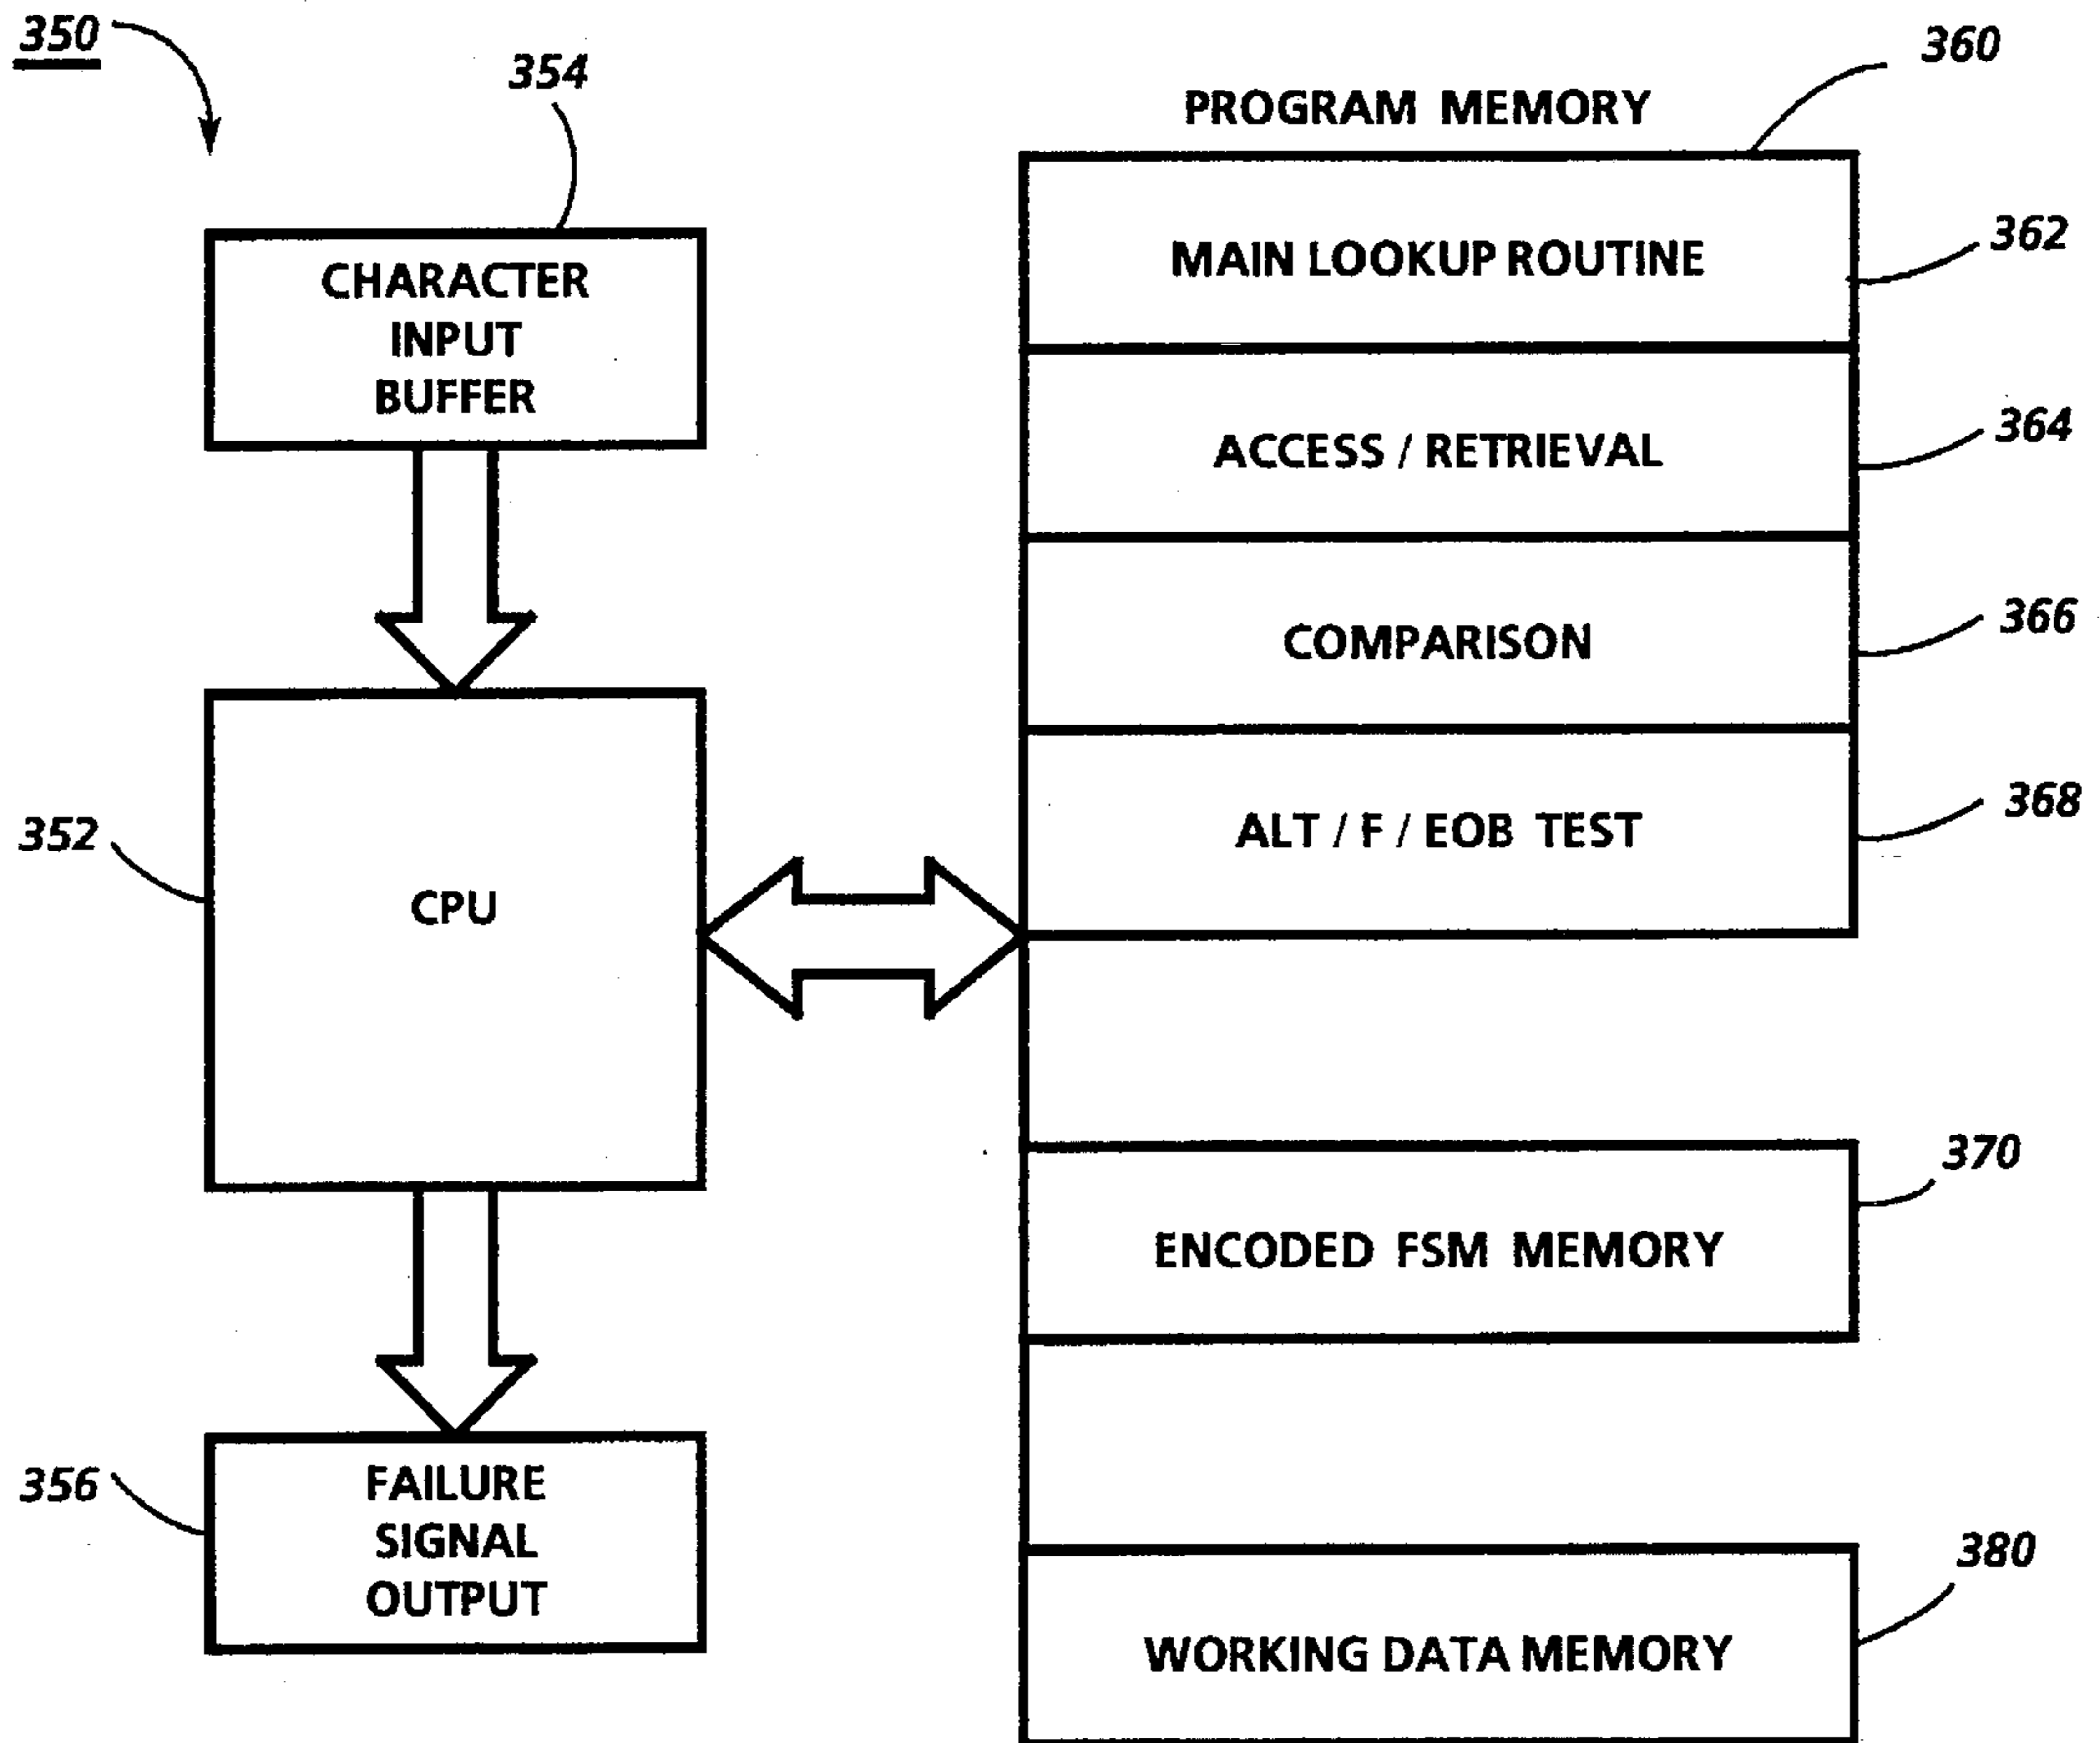 350
354
CHARACTER
INPUT
BUFFER
352
CPU
356
FAILURE
SIGNAL
OUTPUT
360
PROGRAM MEMORY
MAIN LOOKUP ROUTINE
362
ACCESS / RETRIEVAL
364
COMPARISON
366
ALT / F / EOB TEST
368
370
ENCODED FSM MEMORY
380
WORKING DATA MEMORY